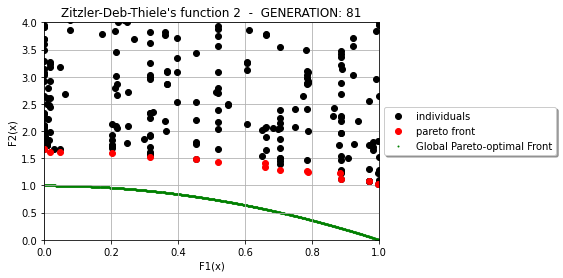 Zitzler-Deb-Thiele's function 2 - GENERATION: 81
4.0
3.5
3.0
2.5
2.0
1.5
1.0
0.5
0.0
F2(x)
0.0 0.2 0.4 0.6 0.8 1.0
F1(x)
individuals
pareto front
Global Pareto-optimal Front